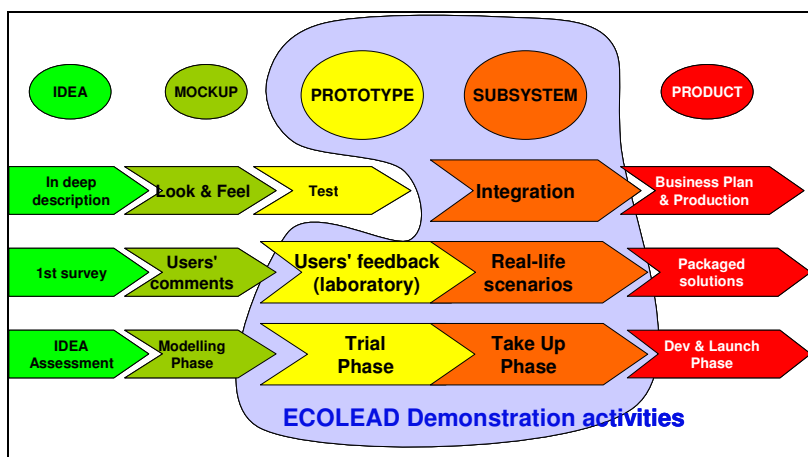 IDEA
MOCKUP
PROTOTYPE
SUBSYSTEM
PRODUCT
In deep
description
Look & Feel
Test
Integration
Business Plan
& Production
1st survey
Users'
comments
Users' feedback
(laboratory)
Real-life
scenarios
Packaged
solutions
IDEA
Assessment
Modelling
Phase
Trial
Phase
Take Up
Phase
Dev & Launch
Phase
ECOLEAD Demonstration activities